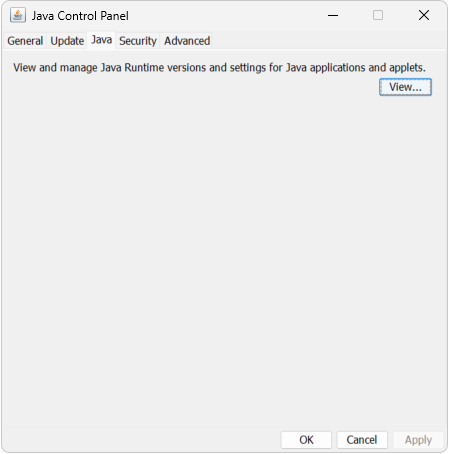 Java Control Panel
General Update Java Security Advanced
View and manage Java Runtime versions and settings for Java applications and applets.
View...
OK Cancel Apply